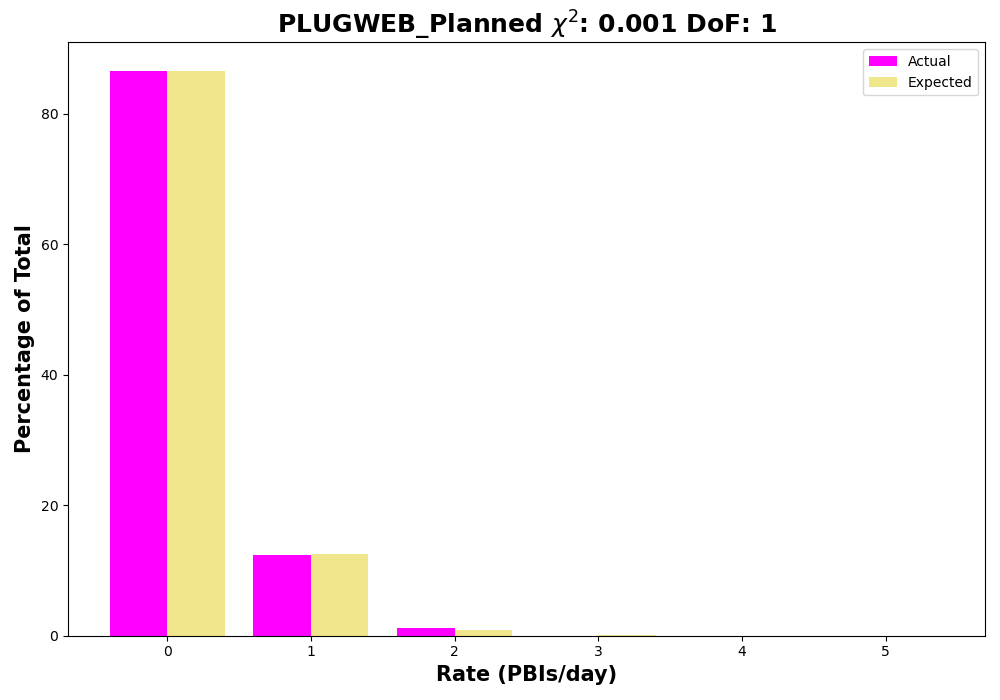 PLUGWEB_Planned χ²: 0.001 DoF: 1
Actual
Expected
Percentage of Total
80
60
40
20
0
0 1 2 3 4 5
Rate (PBIs/day)